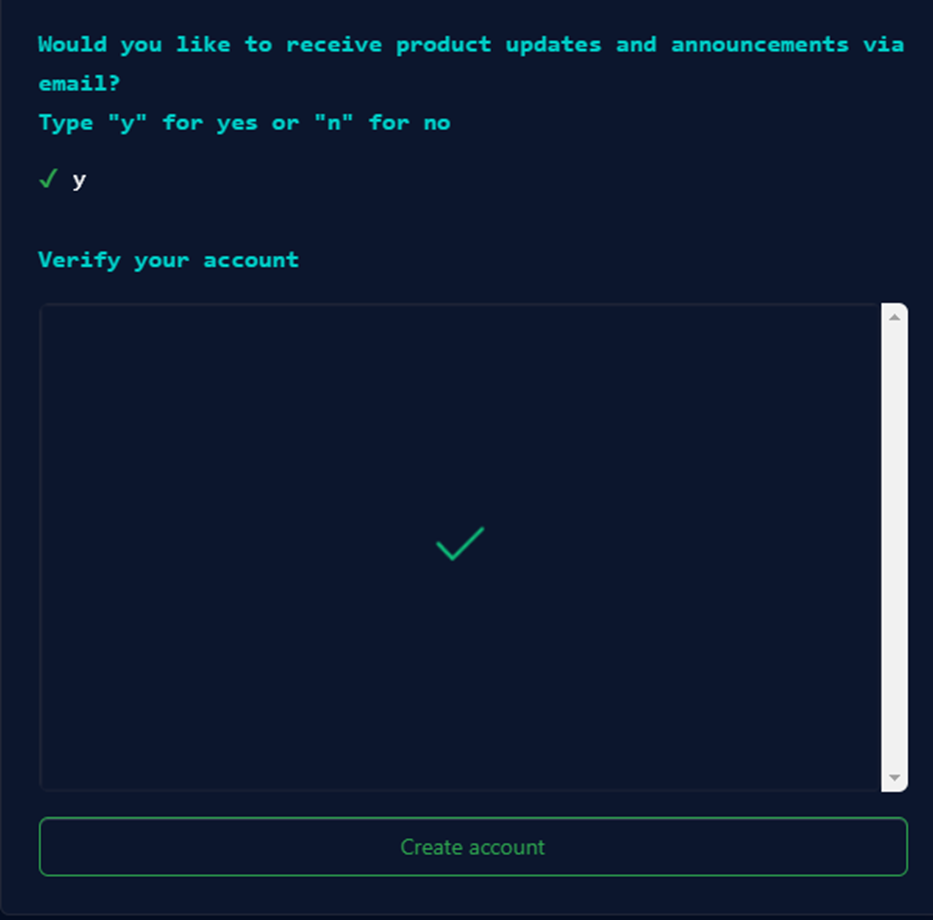 Would you like to receive product updates and announcements via
email?
Type "y" for yes or "n" for no
✓ y
Verify your account
Create account